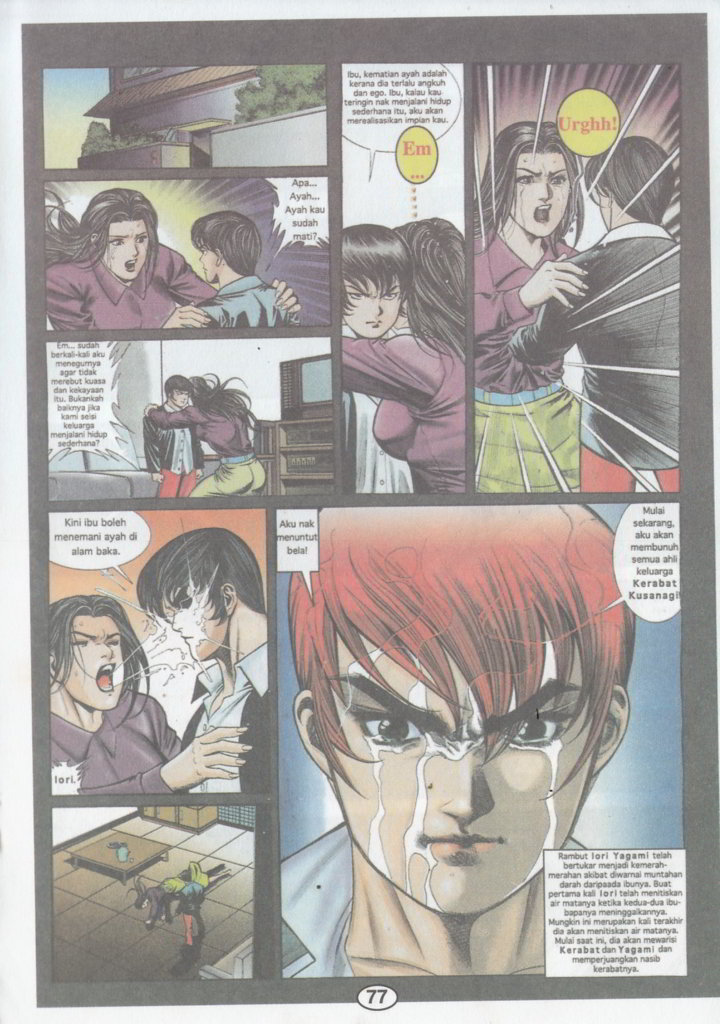 Apa...
Ayah...
Ayah kau
sudah
mati?
Em... sudah
berkali-kali aku
menegurnya
agar tidak
merebut kuasa
dan kekayaan
itu. Bukankah
baiknya jika
kami seisi
keluarga
menjalani hidup
sederhana?
Ibu, kematian ayah adalah
kerana dia terlalu angkuh
dan ego. Ibu, kalau kau
teringin nak menjalani hidup
sederhana itu, aku akan
merealisasikan impian kau.
Em
...
Urghh!
Kini ibu boleh
menemani ayah di
alam baka.
Iori.
Aku nak
menuntut
bela!
Mulai
sekarang,
aku akan
membunuh
semua ahli
keluarga
Kerabat
Kusanagi!
Rambut Iori Yagami telah
bertukar menjadi kemerah-
merahan akibat diwarnai muntahan
darah daripada ibunya. Buat
pertama kali Iori telah menitiskan
air matanya ketika kedua-dua ibu-
bapanya meninggalkannya.
Mungkin ini merupakan kali terakhir
dia akan menitiskan air matanya.
Mulai saat ini, dia akan mewarisi
Kerabat dan Yagami dan
memperjuangkan nasib
kerabatnya.
77